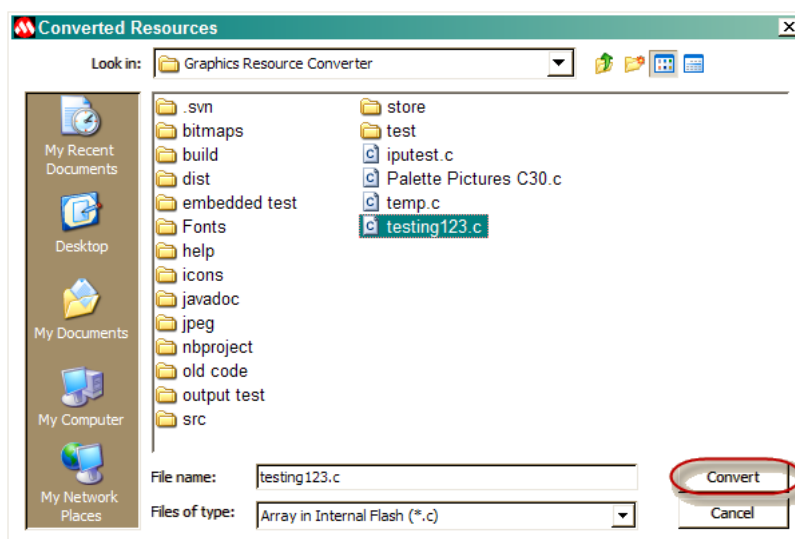 Converted Resources
Look in: Graphics Resource Converter
My Recent
Documents
Desktop
My Documents
My Computer
My Network
Places
.svn
bitmaps
build
dist
embedded test
Fonts
help
icons
javadoc
jpeg
nbproject
old code
output test
src
store
test
iputest.c
Palette Pictures C30.c
temp.c
testing123.c
File name: testing123.c
Convert
Files of type: Array in Internal Flash (*.c)
Cancel